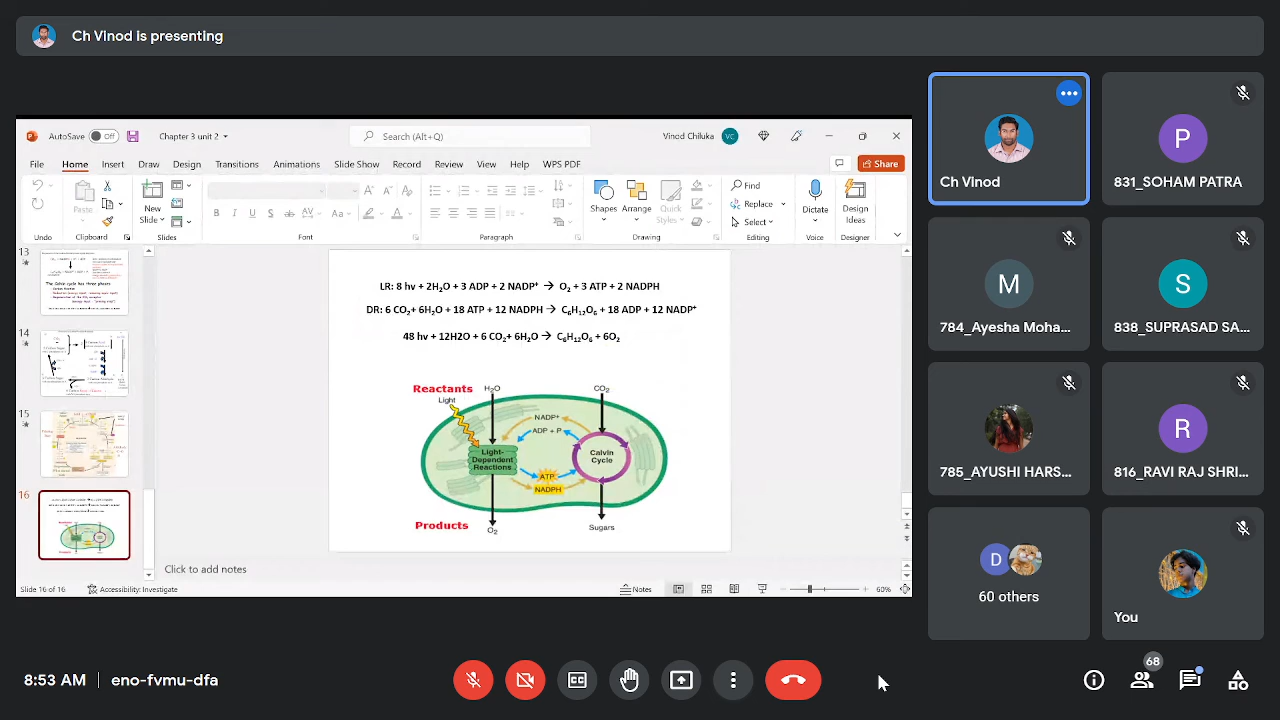 Ch Vinod is presenting
AutoSave Off Chapter 3 unit 2 Search (Alt+Q) Vinod Chiluka VC
File Home Insert Draw Design Transitions Animations Slide Show Record Review View Help WPS PDF Share
Paste New Slide Shapes Arrange Quick Styles Find Replace Select Dictate Design Ideas
Undo Clipboard Slides Font Paragraph Drawing Editing Voice Designer
13
The Calvin cycle has three phases
14
15
16
LR: 8 hν + 2H₂O + 3 ADP + 2 NADP⁺ → O₂ + 3 ATP + 2 NADPH
DR: 6 CO₂+ 6H₂O + 18 ATP + 12 NADPH → C₆H₁₂O₆ + 18 ADP + 12 NADP⁺
48 hν + 12H2O + 6 CO₂+ 6H₂O → C₆H₁₂O₆ + 6O₂
Reactants H₂O CO₂
Light
NADP⁺
ADP + P
Light-Dependent Reactions
Calvin Cycle
ATP
NADPH
Products O₂ Sugars
Click to add notes
Slide 16 of 16 Accessibility: Investigate Notes 60%
Ch Vinod
P
831_SOHAM PATRA
M
784_Ayesha Moha...
S
838_SUPRASAD SA...
785_AYUSHI HARS...
R
816_RAVI RAJ SHRI...
D
60 others
You
8:53 AM | eno-fvmu-dfa
68